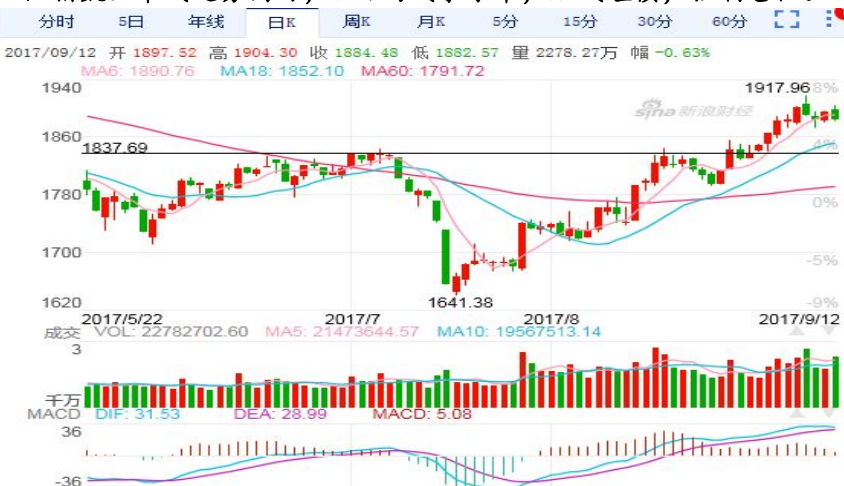 分时 5日 年线 日K 周K 月K 5分 15分 30分 60分
2017/09/12 开 1897.52 高 1904.30 收 1884.48 低 1882.57 量 2278.27万 幅 -0.63%
MA6: 1890.76 MA18: 1852.10 MA60: 1791.72
1940 1917.96 8%
sina 新浪财经
1860 4%
1837.69
1780 0%
1700 -5%
1620 1641.38 -9%
2017/5/22 2017/7 2017/8 2017/9/12
成交 VOL: 22782702.60 MA5: 21473644.57 MA10: 19567513.14
3
千万
MACD DIF: 31.53 DEA: 28.99 MACD: 5.08
36
-36